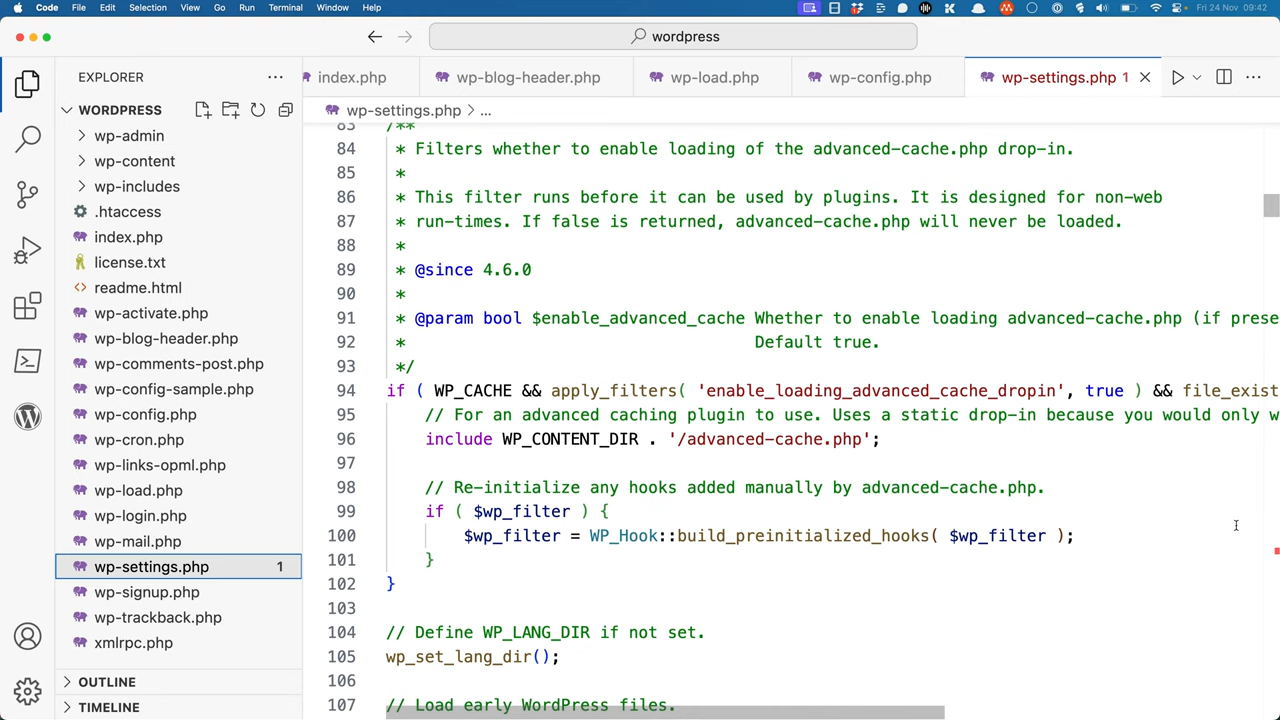 Code File Edit Selection View Go Run Terminal Window Help Fri 24 Nov 09:42
wordpress
EXPLORER
index.php wp-blog-header.php wp-load.php wp-config.php wp-settings.php 1
WORDPRESS
wp-settings.php > ...
wp-admin
wp-content
wp-includes
.htaccess
index.php
license.txt
readme.html
wp-activate.php
wp-blog-header.php
wp-comments-post.php
wp-config-sample.php
wp-config.php
wp-cron.php
wp-links-opml.php
wp-load.php
wp-login.php
wp-mail.php
wp-settings.php 1
wp-signup.php
wp-trackback.php
xmlrpc.php
OUTLINE
TIMELINE
83 /**
84 * Filters whether to enable loading of the advanced-cache.php drop-in.
85 *
86 * This filter runs before it can be used by plugins. It is designed for non-web
87 * run-times. If false is returned, advanced-cache.php will never be loaded.
88 *
89 * @since 4.6.0
90 *
91 * @param bool $enable_advanced_cache Whether to enable loading advanced-cache.php (if prese
92 * Default true.
93 */
94 if ( WP_CACHE && apply_filters( 'enable_loading_advanced_cache_dropin', true ) && file_exist
95 // For an advanced caching plugin to use. Uses a static drop-in because you would only w
96 include WP_CONTENT_DIR . '/advanced-cache.php';
97
98 // Re-initialize any hooks added manually by advanced-cache.php.
99 if ( $wp_filter ) {
100 $wp_filter = WP_Hook::build_preinitialized_hooks( $wp_filter );
101 }
102 }
103
104 // Define WP_LANG_DIR if not set.
105 wp_set_lang_dir();
106
107 // Load early WordPress files.